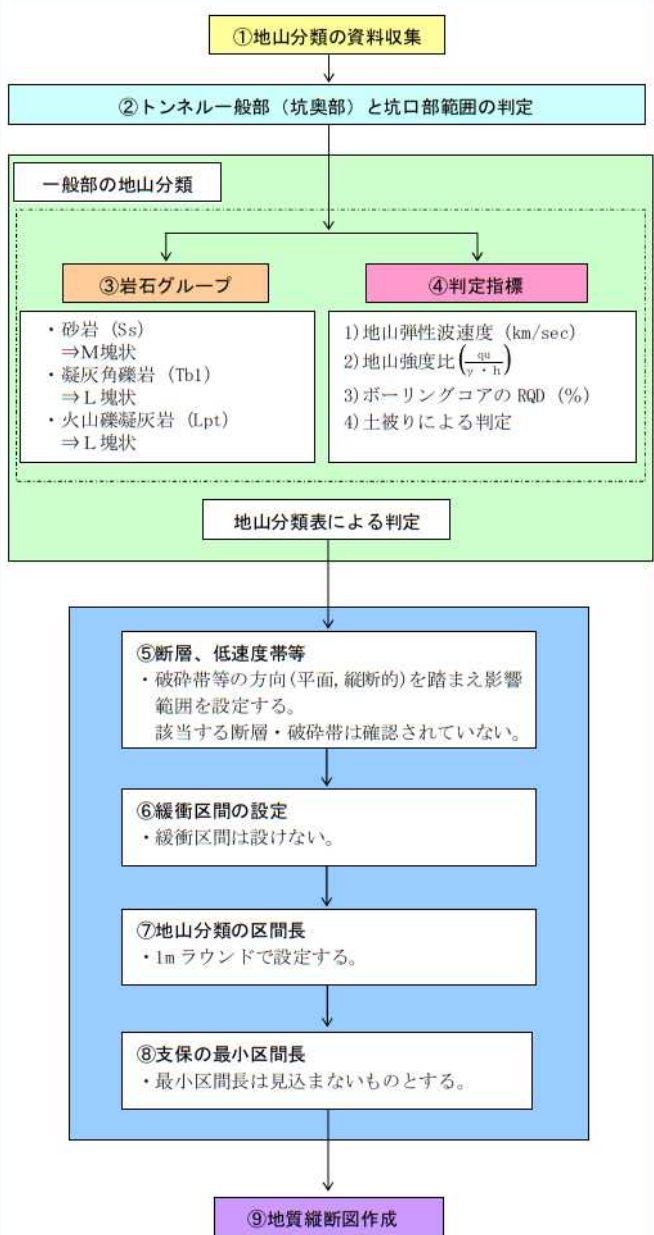 ①地山分類の資料収集
②トンネル一般部（坑奥部）と坑口部範囲の判定
一般部の地山分類
③岩石グループ
・砂岩 (Ss)
⇒Ｍ塊状
・凝灰角礫岩 (Tb1)
⇒Ｌ塊状
・火山礫凝灰岩 (Lpt)
⇒Ｌ塊状
④判定指標
1)地山弾性波速度 (km/sec)
2)地山強度比(qu/γ・h)
3)ボーリングコアの RQD (%)
4)土被りによる判定
地山分類表による判定
⑤断層、低速度帯等
・破砕帯等の方向(平面,縦断的)を踏まえ影響
範囲を設定する。
該当する断層・破砕帯は確認されていない。
⑥緩衝区間の設定
・緩衝区間は設けない。
⑦地山分類の区間長
・1m ラウンドで設定する。
⑧支保の最小区間長
・最小区間長は見込まないものとする。
⑨地質縦断図作成